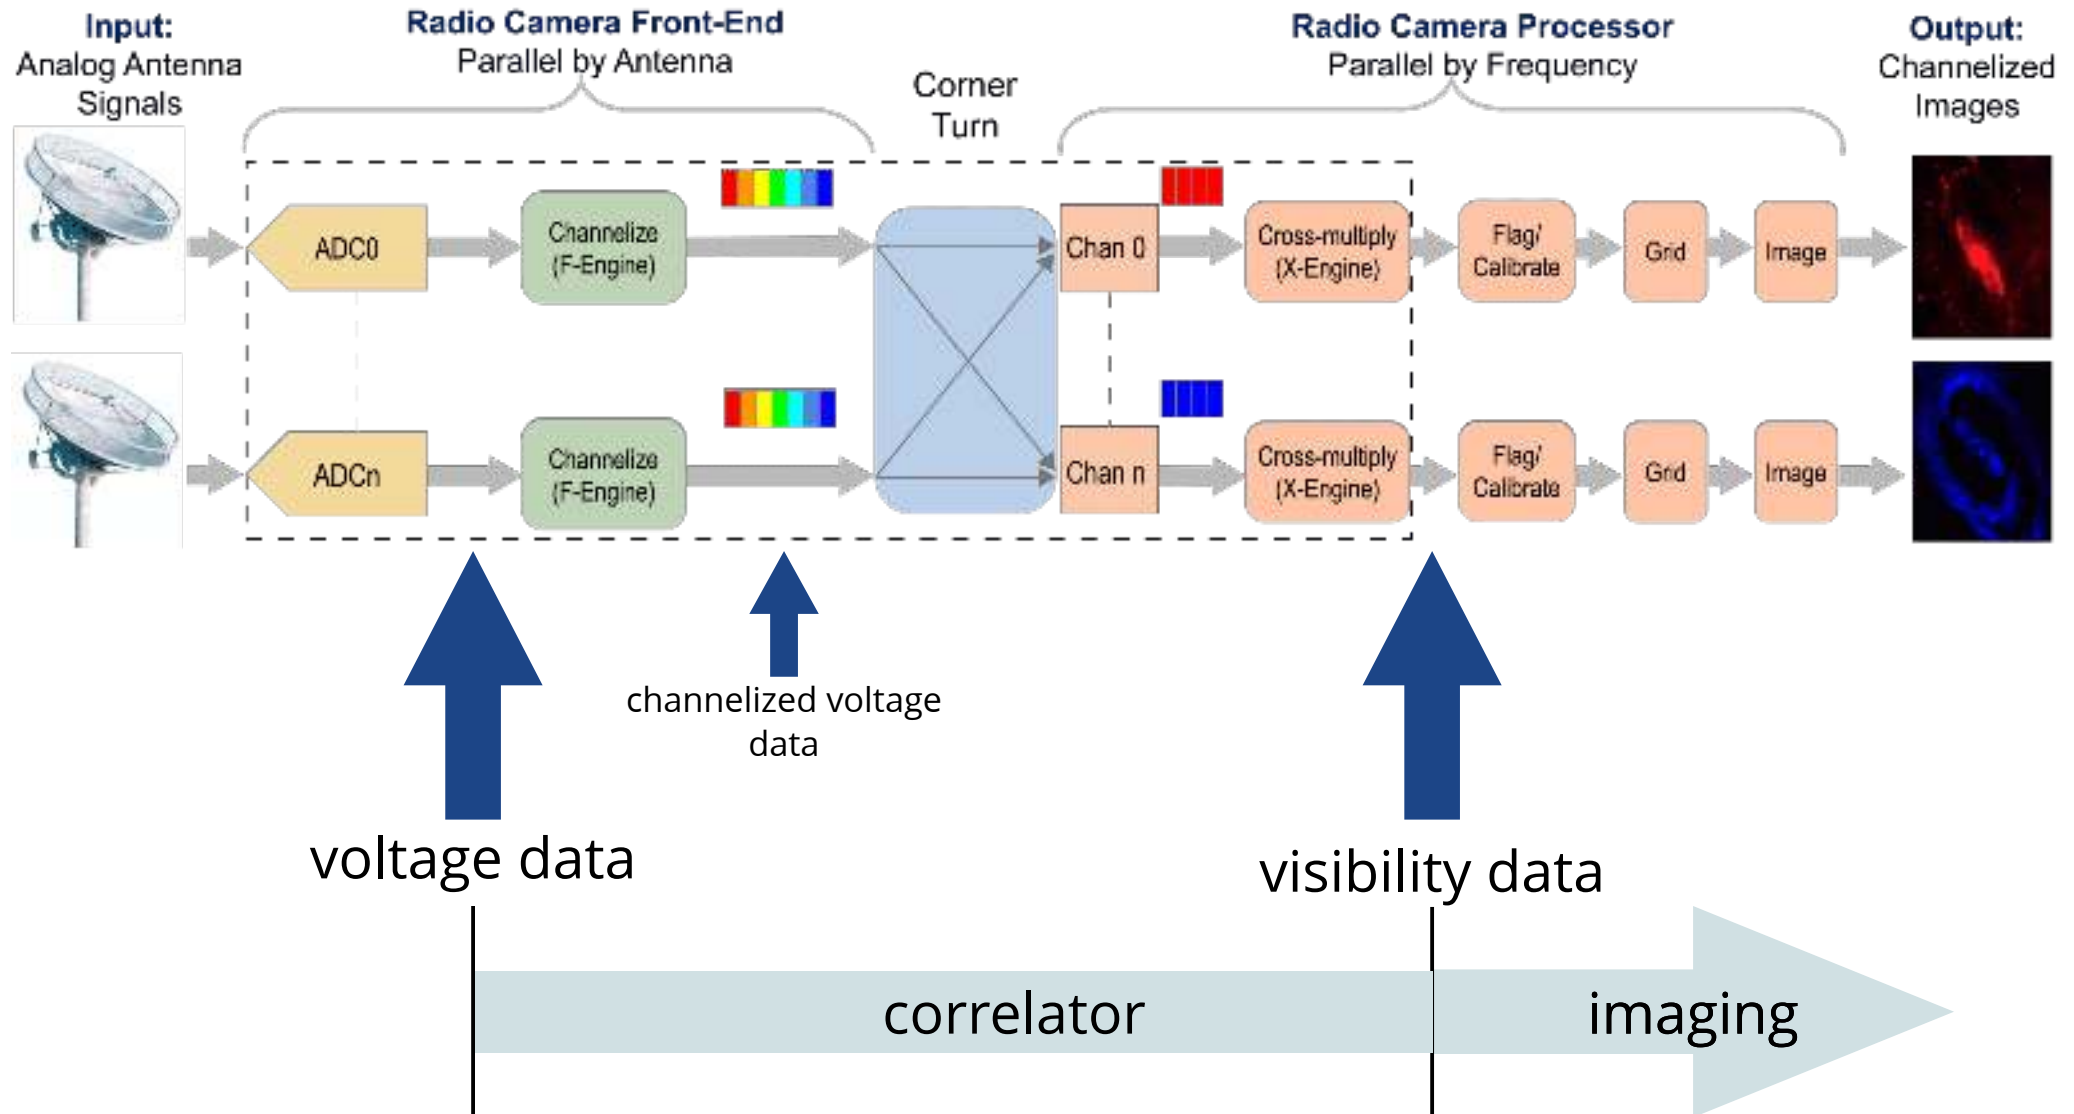 Input:
Analog Antenna
Signals
Radio Camera Front-End
Parallel by Antenna
Corner
Turn
Radio Camera Processor
Parallel by Frequency
Output:
Channelized
Images
ADC0
Channelize
(F-Engine)
Chan 0
Cross-multiply
(X-Engine)
Flag/
Calibrate
Grid
Image
ADCn
Channelize
(F-Engine)
Chan n
Cross-multiply
(X-Engine)
Flag/
Calibrate
Grid
Image
channelized voltage
data
voltage data
visibility data
correlator
imaging